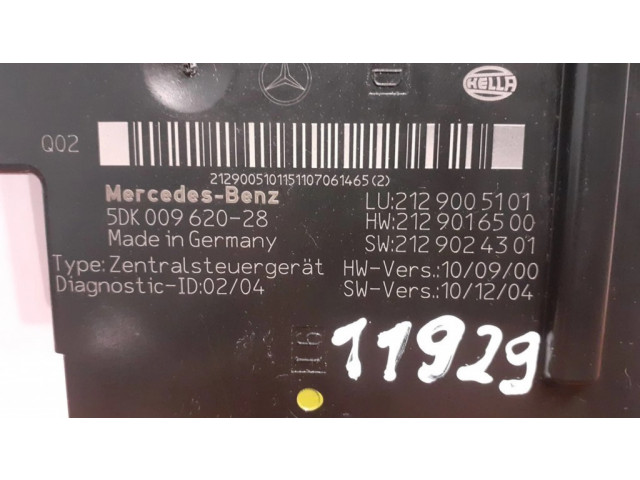 HELLA
Q02
2129005101151107061465(2)
Mercedes-Benz
LU:212 900 51 01
5DK 009 620-28
HW:212 901 65 00
Made in Germany
SW:212 902 43 01
Type: Zentralsteuergerät
HW-Vers.:10/09/00
Diagnostic-ID:02/04
SW-Vers.:10/12/04
11929